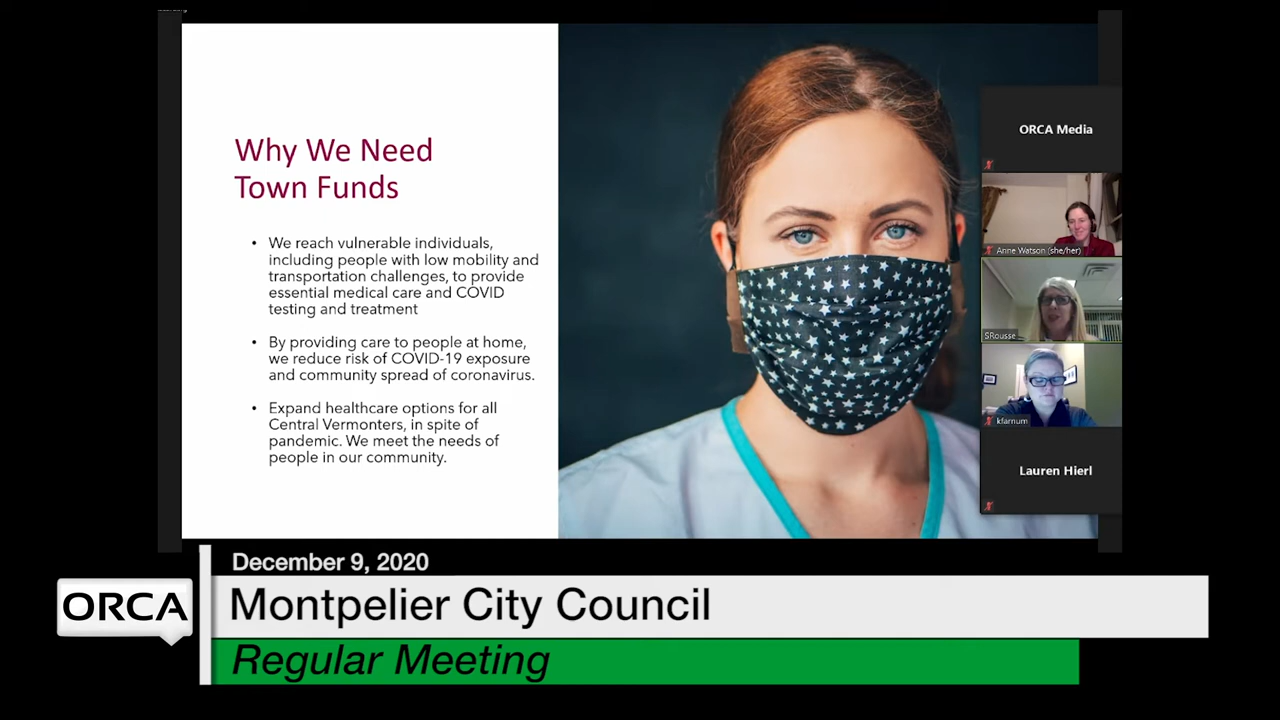 Why We Need
Town Funds
• We reach vulnerable individuals,
including people with low mobility and
transportation challenges, to provide
essential medical care and COVID
testing and treatment
• By providing care to people at home,
we reduce risk of COVID-19 exposure
and community spread of coronavirus.
• Expand healthcare options for all
Central Vermonters, in spite of
pandemic. We meet the needs of
people in our community.
ORCA Media
Anne Watson (she/her)
SRousse
kfarnum
Lauren Hierl
December 9, 2020
ORCA
Montpelier City Council
Regular Meeting